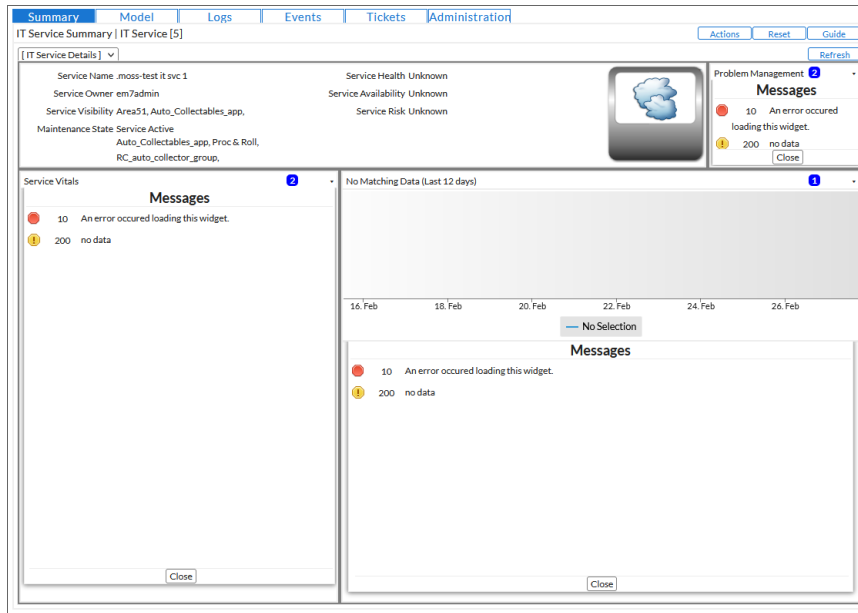 Summary Model Logs Events Tickets Administration
IT Service Summary | IT Service [5] Actions Reset Guide
[ IT Service Details ] Refresh
Service Name .moss-test it svc 1 Service Health Unknown
Service Owner em7admin Service Availability Unknown
Service Visibility Area51, Auto_Collectables_app, Service Risk Unknown
Maintenance State Service Active
Auto_Collectables_app, Proc & Roll,
RC_auto_collector_group,
Problem Management 2
Messages
10 An error occured
loading this widget.
200 no data
Close
Service Vitals 2
Messages
10 An error occured loading this widget.
200 no data
Close
No Matching Data (Last 12 days) 1
16. Feb 18. Feb 20. Feb 22. Feb 24. Feb 26. Feb
No Selection
Messages
10 An error occured loading this widget.
200 no data
Close